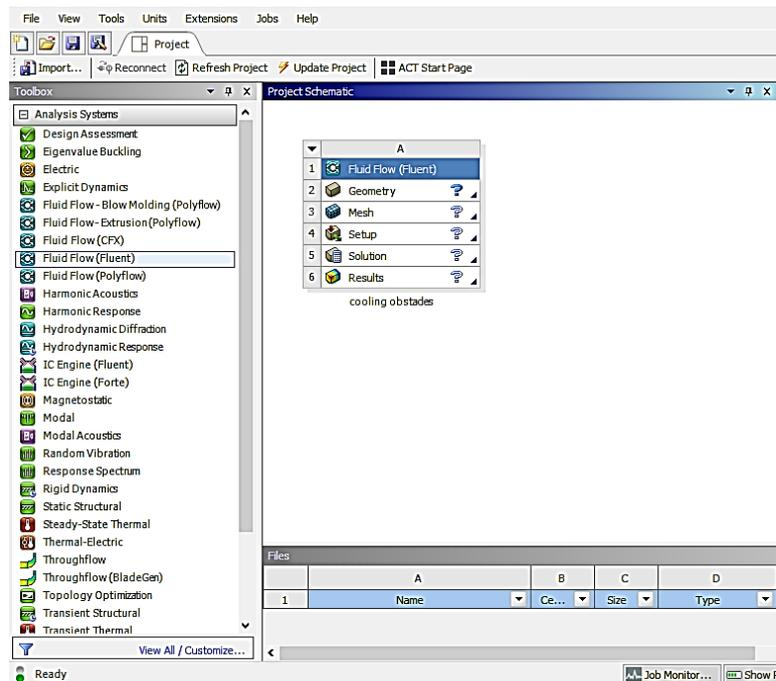 File View Tools Units Extensions Jobs Help
Project
Import... Reconnect Refresh Project Update Project ACT Start Page
Toolbox
Analysis Systems
Design Assessment
Eigenvalue Buckling
Electric
Explicit Dynamics
Fluid Flow - Blow Molding (Polyflow)
Fluid Flow - Extrusion (Polyflow)
Fluid Flow (CFX)
Fluid Flow (Fluent)
Fluid Flow (Polyflow)
Harmonic Acoustics
Harmonic Response
Hydrodynamic Diffraction
Hydrodynamic Response
IC Engine (Fluent)
IC Engine (Forte)
Magnetostatic
Modal
Modal Acoustics
Random Vibration
Response Spectrum
Rigid Dynamics
Static Structural
Steady-State Thermal
Thermal-Electric
Throughflow
Throughflow (BladeGen)
Topology Optimization
Transient Structural
Transient Thermal
View All / Customize...
Project Schematic
A
1 Fluid Flow (Fluent)
2 Geometry ?
3 Mesh ?
4 Setup ?
5 Solution ?
6 Results ?
cooling obstades
Files
A B C D
1 Name Ce... Size Type
Ready
Job Monitor... Show P